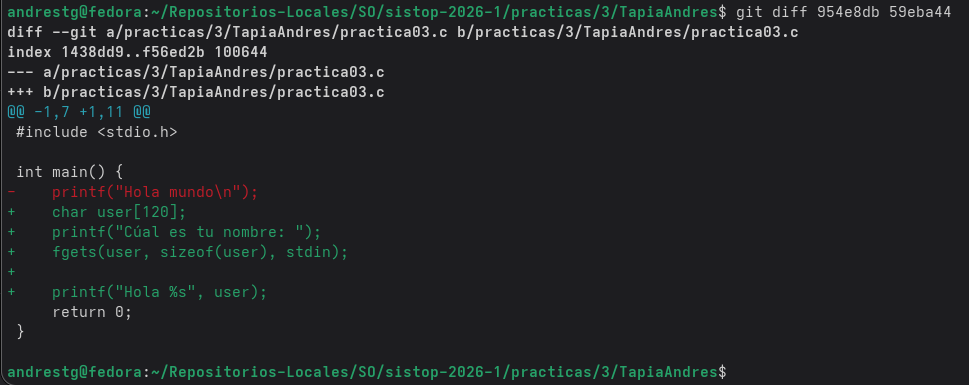 andrestg@fedora:~/Repositorios-Locales/SO/sistop-2026-1/practicas/3/TapiaAndres$ git diff 954e8db 59eba44
diff --git a/practicas/3/TapiaAndres/practica03.c b/practicas/3/TapiaAndres/practica03.c
index 1438dd9..f56ed2b 100644
--- a/practicas/3/TapiaAndres/practica03.c
+++ b/practicas/3/TapiaAndres/practica03.c
@@ -1,7 +1,11 @@
 #include <stdio.h>

 int main() {
-    printf("Hola mundo\n");
+    char user[120];
+    printf("Cúal es tu nombre: ");
+    fgets(user, sizeof(user), stdin);
+
+    printf("Hola %s", user);
     return 0;
 }

andrestg@fedora:~/Repositorios-Locales/SO/sistop-2026-1/practicas/3/TapiaAndres$